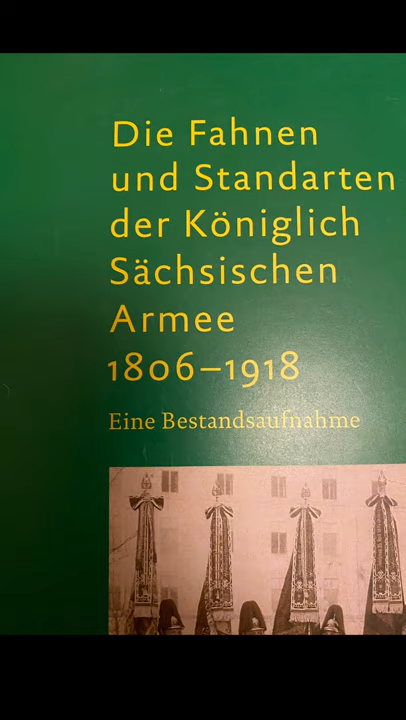 Die Fahnen
und Standarten
der Königlich
Sächsischen
Armee
1806–1918
Eine Bestandsaufnahme